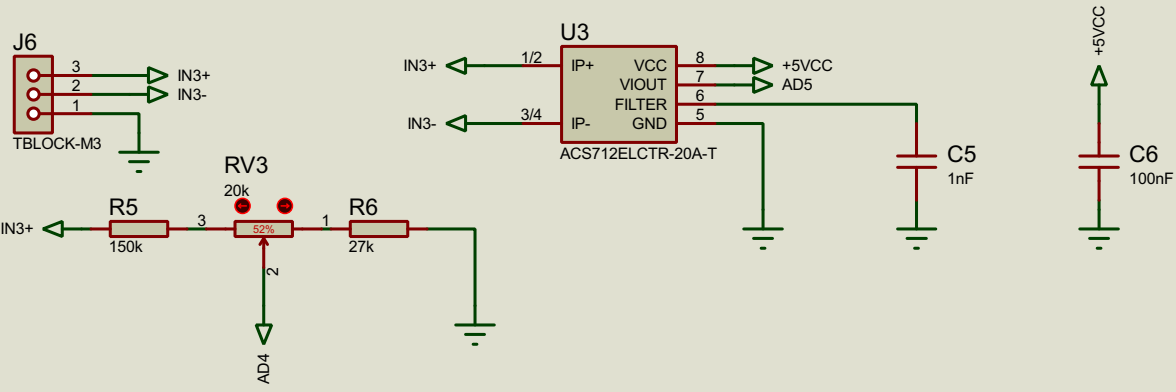 J6
3
IN3+
2
IN3-
1
TBLOCK-M3
U3
IN3+
1/2
IP+
VCC
8
+5VCC
VIOUT
7
AD5
FILTER
6
IN3-
3/4
IP-
GND
5
ACS712ELCTR-20A-T
C5
1nF
+5VCC
C6
100nF
RV3
20k
IN3+
R5
150k
3
52%
1
R6
27k
2
AD4